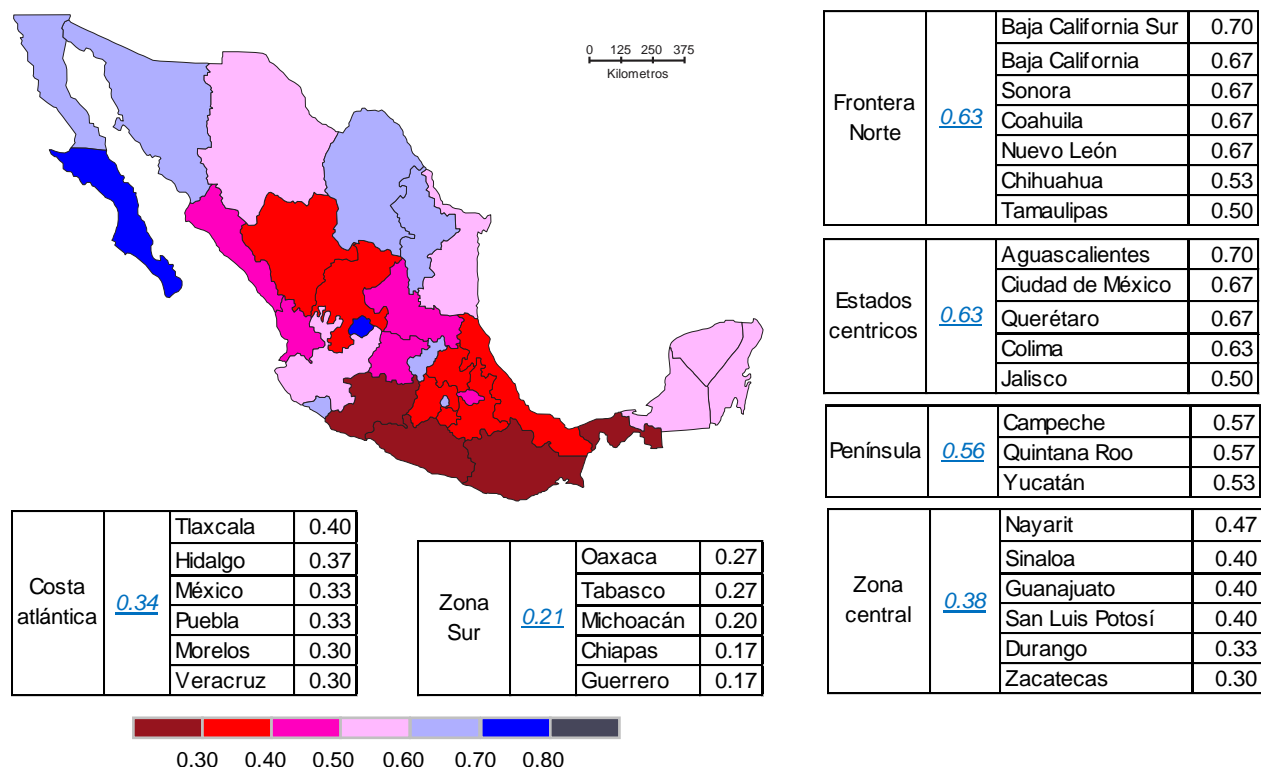 0 125 250 375
Kilometros
Frontera Norte 0.63
Baja California Sur 0.70
Baja California 0.67
Sonora 0.67
Coahuila 0.67
Nuevo León 0.67
Chihuahua 0.53
Tamaulipas 0.50
Estados centricos 0.63
Aguascalientes 0.70
Ciudad de México 0.67
Querétaro 0.67
Colima 0.63
Jalisco 0.50
Península 0.56
Campeche 0.57
Quintana Roo 0.57
Yucatán 0.53
Costa atlántica 0.34
Tlaxcala 0.40
Hidalgo 0.37
México 0.33
Puebla 0.33
Morelos 0.30
Veracruz 0.30
Zona Sur 0.21
Oaxaca 0.27
Tabasco 0.27
Michoacán 0.20
Chiapas 0.17
Guerrero 0.17
Zona central 0.38
Nayarit 0.47
Sinaloa 0.40
Guanajuato 0.40
San Luis Potosí 0.40
Durango 0.33
Zacatecas 0.30
0.30 0.40 0.50 0.60 0.70 0.80